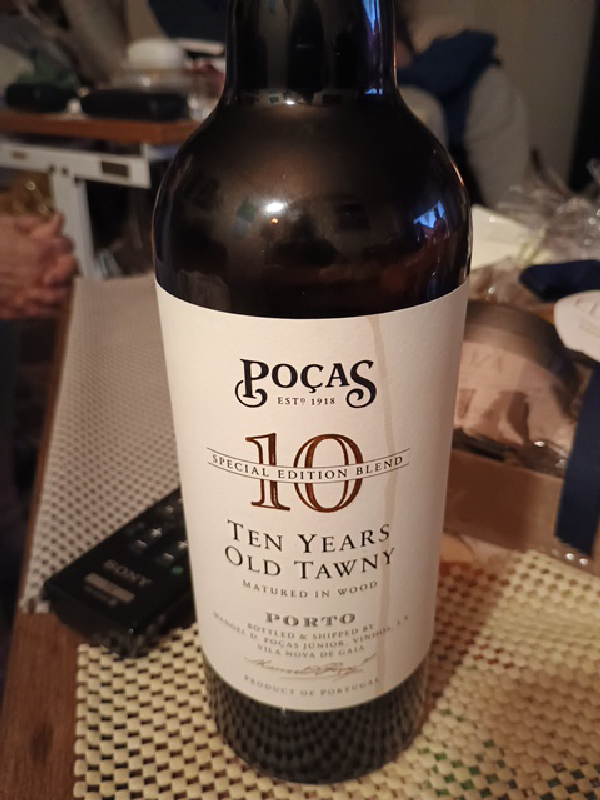 POÇAS
ESTº 1918
10
SPECIAL EDITION BLEND
TEN YEARS
OLD TAWNY
MATURED IN WOOD
PORTO
BOTTLED & SHIPPED BY
MANOEL D. POÇAS JUNIOR, VINHOS, S.A.
VILA NOVA DE GAIA
PRODUCT OF PORTUGAL
SONY